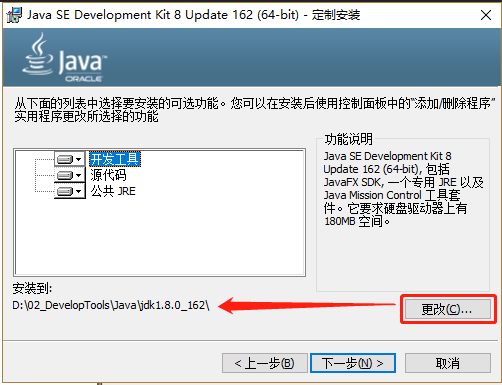 Java SE Development Kit 8 Update 162 (64-bit) - 定制安装
Java
ORACLE
从下面的列表中选择要安装的可选功能。您可以在安装后使用控制面板中的“添加/删除程序”
实用程序更改所选择的功能
开发工具
源代码
公共 JRE
功能说明
Java SE Development Kit 8
Update 162 (64-bit), 包括
JavaFX SDK, 一个专用 JRE 以及
Java Mission Control 工具套
件。它要求硬盘驱动器上有
180MB 空间。
安装到:
D:\02_DevelopTools\Java\jdk1.8.0_162\
更改(C)...
< 上一步(B)
下一步(N) >
取消